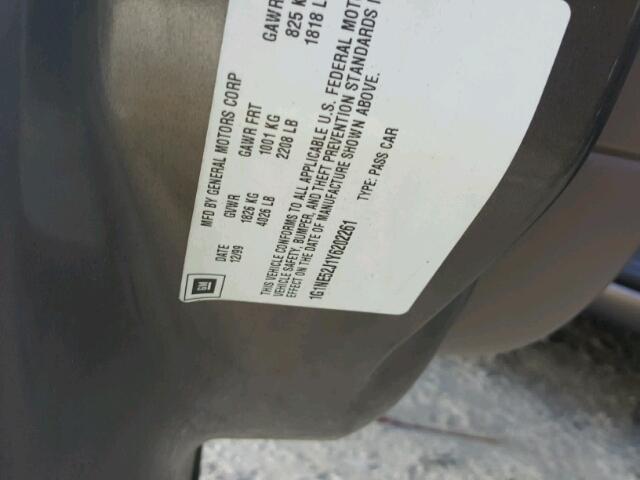 MFD BY GENERAL MOTORS CORP
DATE GVWR GAWR FRT GAWR
12/99 1826 KG 1001 KG 825 K
4026 LB 2208 LB 1818 L
THIS VEHICLE CONFORMS TO ALL APPLICABLE U.S. FEDERAL MOT
VEHICLE SAFETY, BUMPER, AND THEFT PREVENTION STANDARDS I
EFFECT ON THE DATE OF MANUFACTURE SHOWN ABOVE.
1G1NE52J1Y6202261 TYPE: PASS CAR
GM